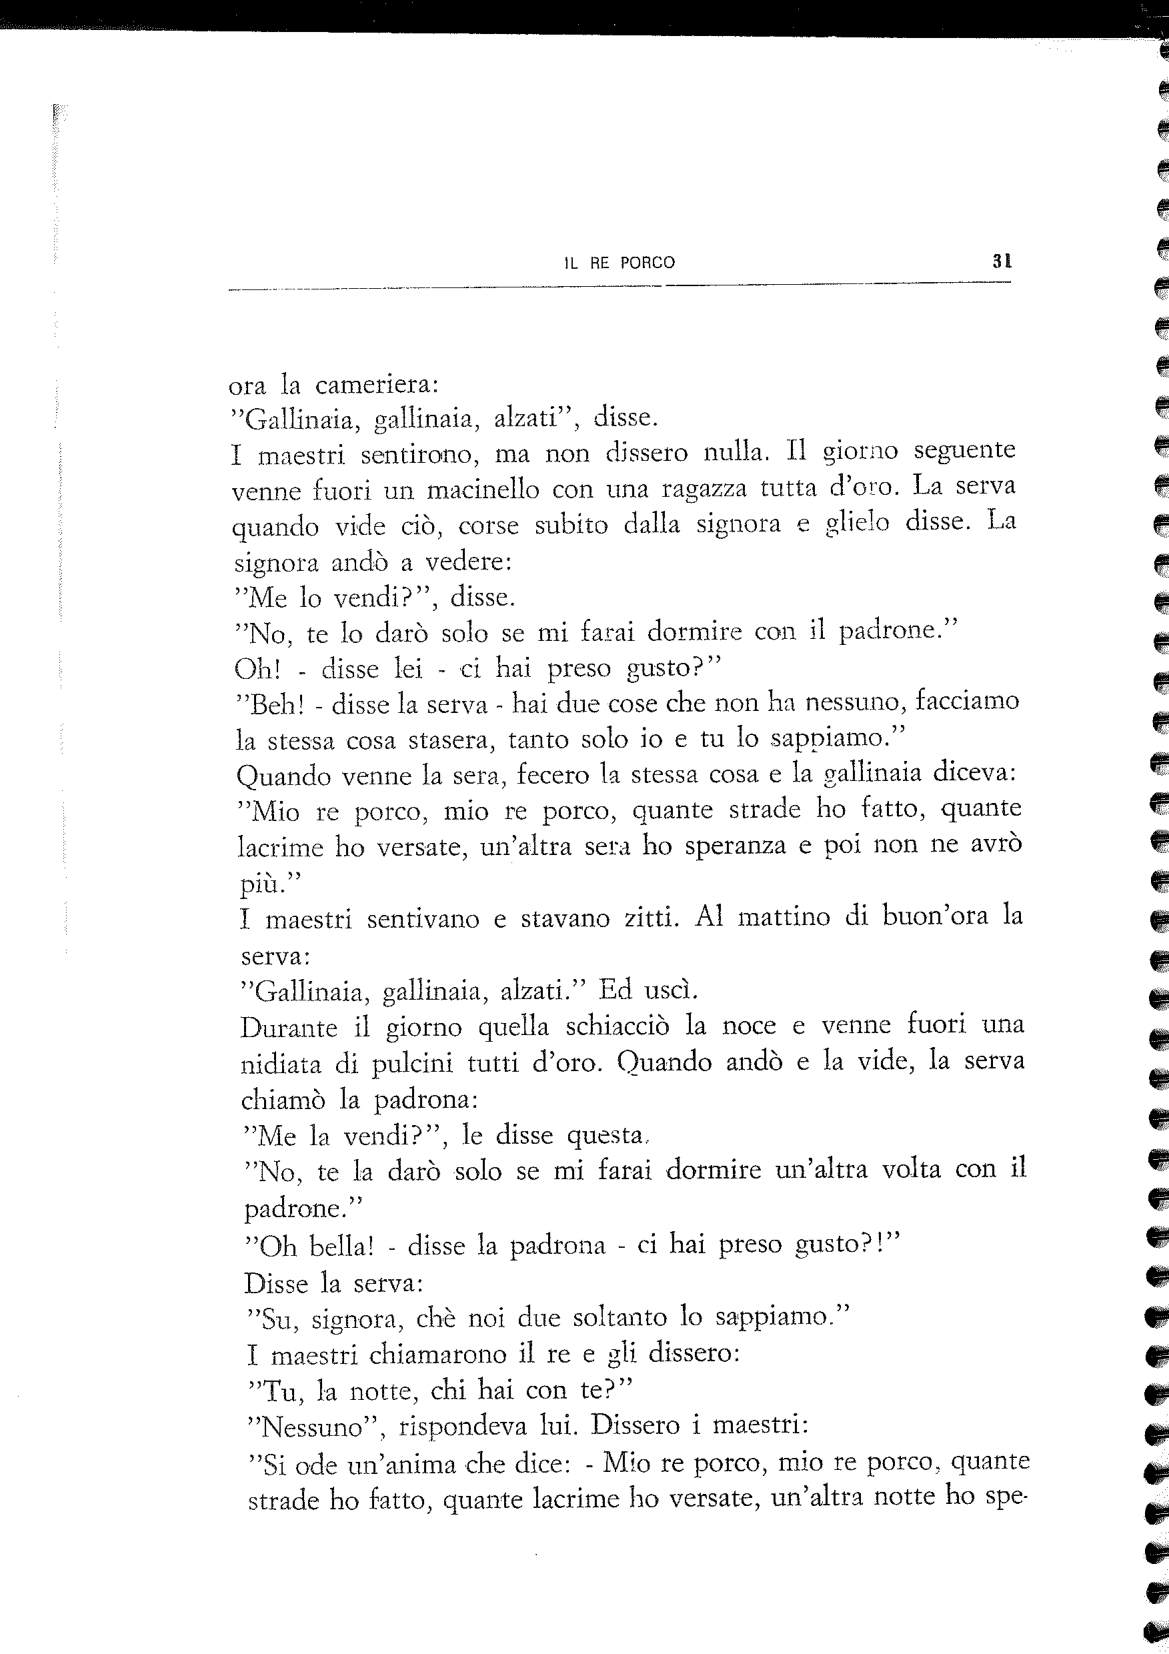 IL RE PORCO 31
ora la cameriera:
”Gallinaia, gallinaia, alzati”, disse.
I maestri sentirono, ma non dissero nulla. Il giorno seguente
venne fuori un macinello con una ragazza tutta d’oro. La serva
quando vide ciò, corse subito dalla signora e glielo disse. La
signora andò a vedere:
”Me lo vendi?”, disse.
”No, te lo darò solo se mi farai dormire con il padrone.”
Oh! - disse lei - ci hai preso gusto?”
”Beh! - disse la serva - hai due cose che non ha nessuno, facciamo
la stessa cosa stasera, tanto solo io e tu lo sappiamo.”
Quando venne la sera, fecero la stessa cosa e la gallinaia diceva:
”Mio re porco, mio re porco, quante strade ho fatto, quante
lacrime ho versate, un’altra sera ho speranza e poi non ne avrò
più.”
I maestri sentivano e stavano zitti. Al mattino di buon’ora la
serva:
”Gallinaia, gallinaia, alzati.” Ed uscì.
Durante il giorno quella schiacciò la noce e venne fuori una
nidiata di pulcini tutti d’oro. Quando andò e la vide, la serva
chiamò la padrona:
”Me la vendi?”, le disse questa.
”No, te la darò solo se mi farai dormire un’altra volta con il
padrone.”
”Oh bella! - disse la padrona - ci hai preso gusto?!”
Disse la serva:
”Su, signora, chè noi due soltanto lo sappiamo.”
I maestri chiamarono il re e gli dissero:
”Tu, la notte, chi hai con te?”
”Nessuno”, rispondeva lui. Dissero i maestri:
”Si ode un’anima che dice: - Mio re porco, mio re porco, quante
strade ho fatto, quante lacrime ho versate, un’altra notte ho spe-